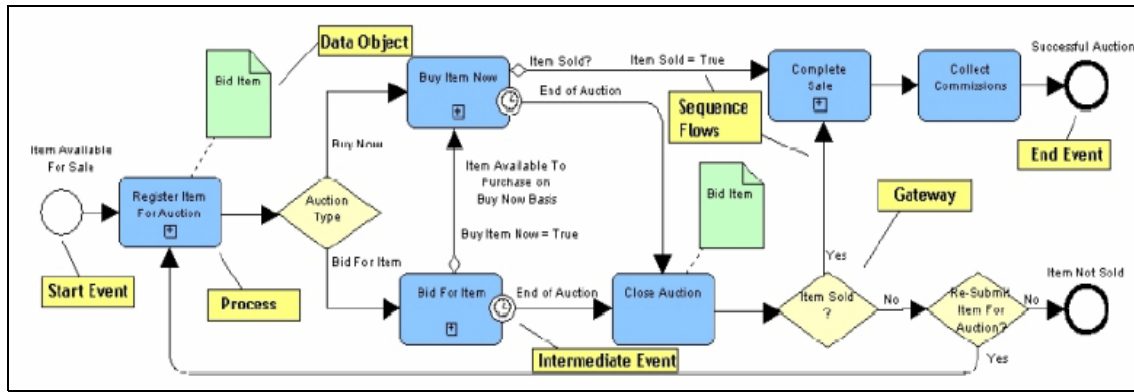 Data Object
Bid Item
Buy Item Now
Item Sold?
Item Sold = True
Complete
Sale
Collect
Commissions
Successful Auction
End of Auction
Sequence
Flows
End Event
Item Available
For Sale
Buy Now
Item Available To
Purchase on
Buy Now Basis
Bid Item
Register Item
For Auction
Auction
Type
Gateway
Buy Item Now = True
Yes
Start Event
Process
Bid For Item
Bid For Item
End of Auction
Close Auction
Item Sold
?
No
Re-Submit
Item For
Auction?
No
Item Not Sold
Intermediate Event
Yes